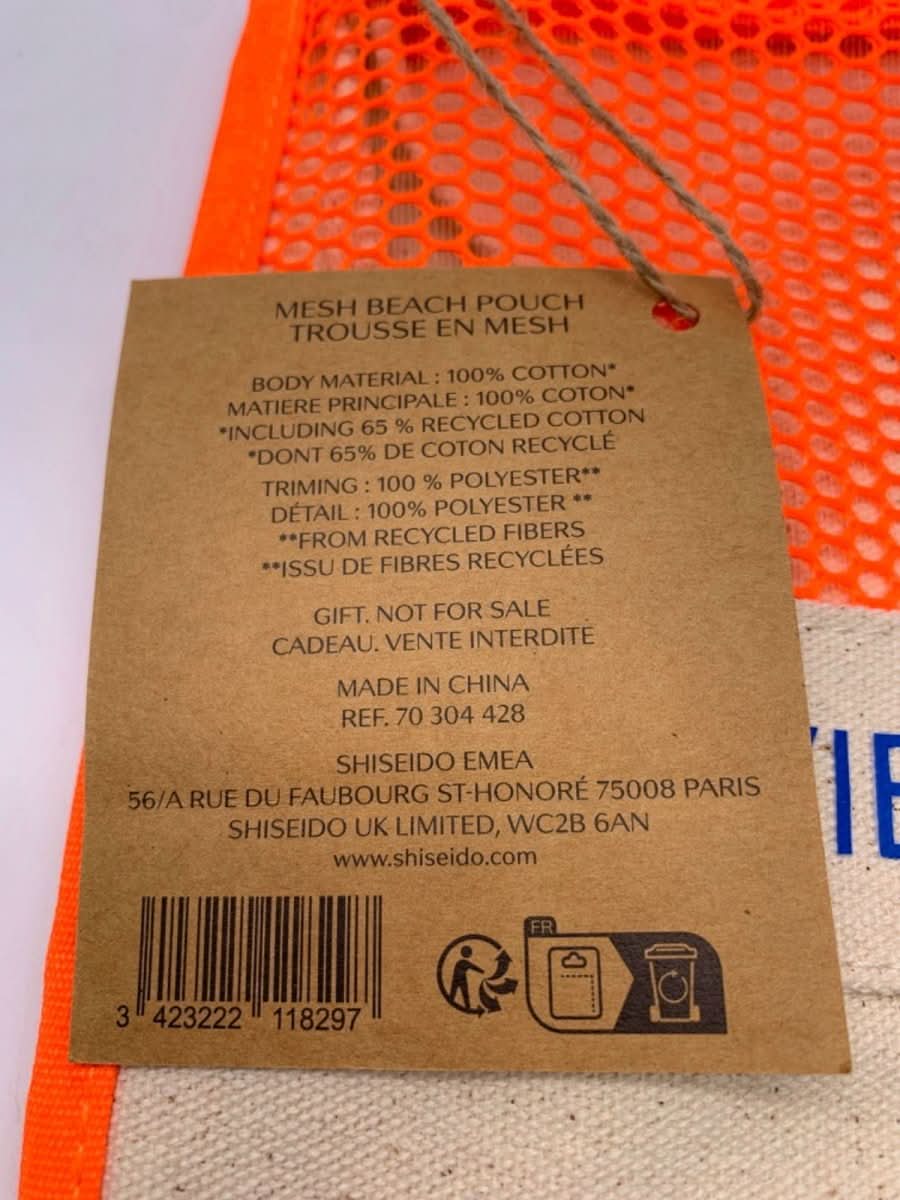 MESH BEACH POUCH
TROUSSE EN MESH
BODY MATERIAL : 100% COTTON*
MATIERE PRINCIPALE : 100% COTON*
*INCLUDING 65 % RECYCLED COTTON
*DONT 65% DE COTON RECYCLÉ
TRIMING : 100 % POLYESTER**
DÉTAIL : 100% POLYESTER **
**FROM RECYCLED FIBERS
**ISSU DE FIBRES RECYCLÉES
GIFT. NOT FOR SALE
CADEAU. VENTE INTERDITE
MADE IN CHINA
REF. 70 304 428
SHISEIDO EMEA
56/A RUE DU FAUBOURG ST-HONORÉ 75008 PARIS
SHISEIDO UK LIMITED, WC2B 6AN
www.shiseido.com
FR
3 423222 118297